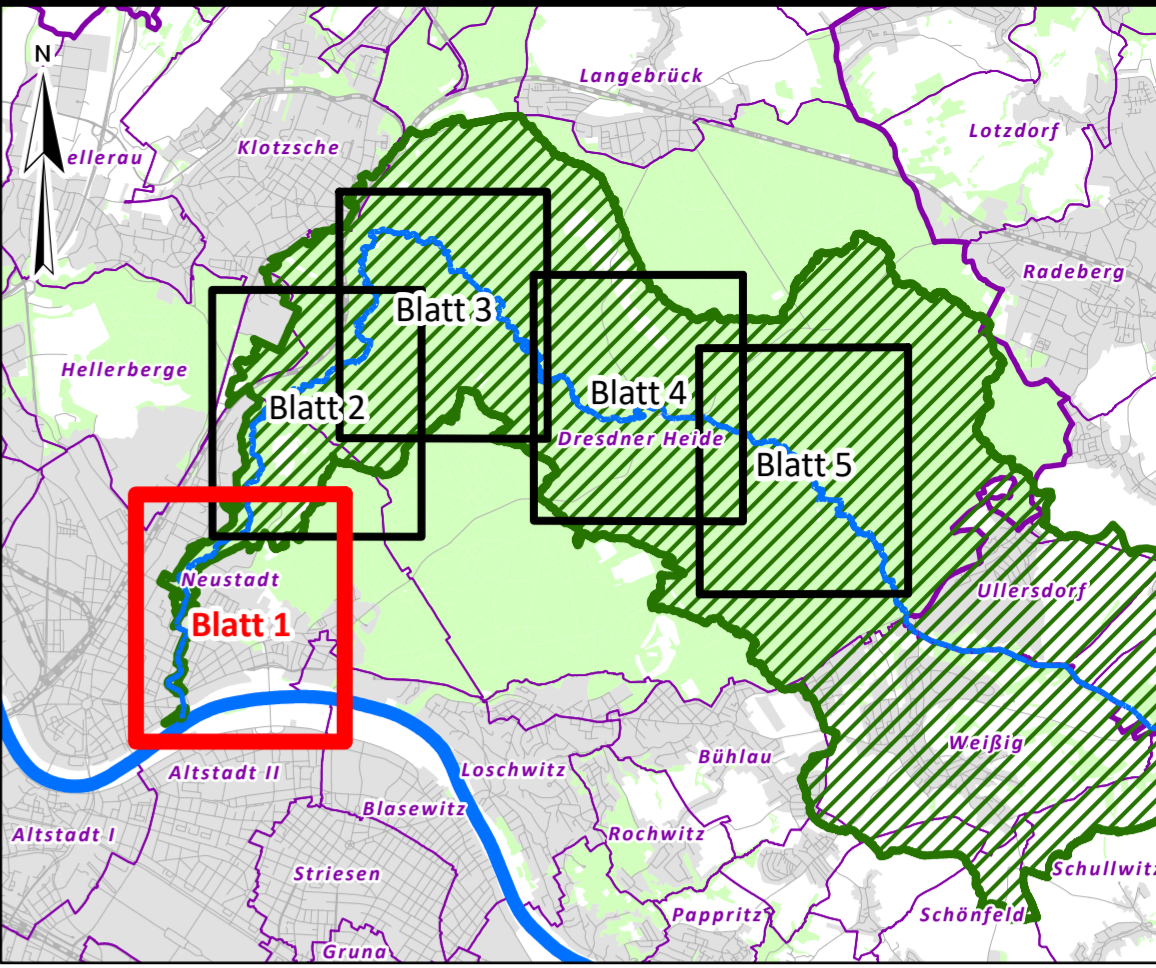 N
Langebrück
Lotzdorf
Klotzsche
ellerau
Radeberg
Blatt 3
Hellerberge
Blatt 4
Blatt 2
Dresdner Heide
Blatt 5
Neustadt
Ullersdorf
Blatt 1
Weißig
Bühlau
Altstadt II
Loschwitz
Blasewitz
Altstadt I
Rochwitz
Striesen
Schullwitz
Pappritz
Schönfeld
Gruna